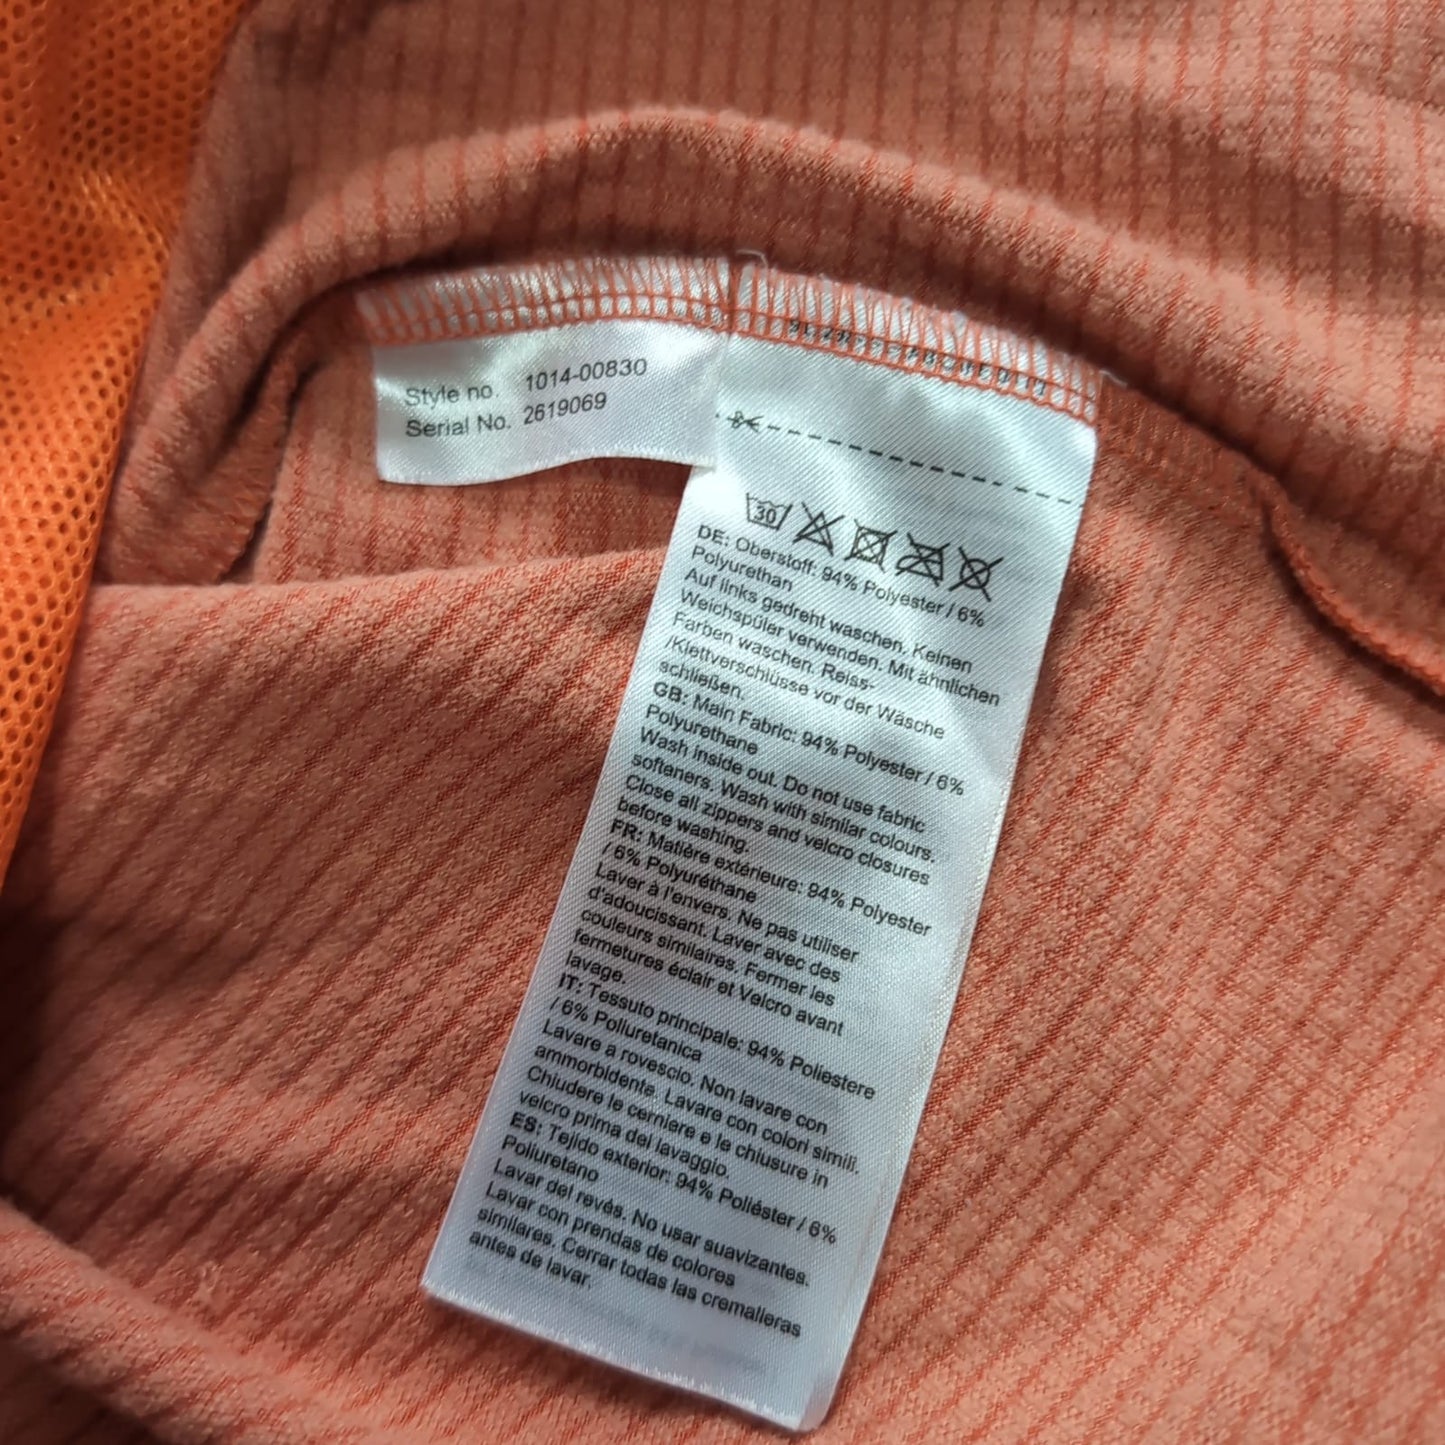 Style no. 1014-00830
Serial No. 2619069
30
DE: Oberstoff: 94% Polyester / 6%
Polyurethan
Auf links gedreht waschen. Keinen
Weichspüler verwenden. Mit ähnlichen
Farben waschen. Reiss-
/Klettverschlüsse vor der Wäsche
schließen.
GB: Main Fabric: 94% Polyester / 6%
Polyurethane
Wash inside out. Do not use fabric
softeners. Wash with similar colours.
Close all zippers and velcro closures
before washing.
FR: Matière extérieure: 94% Polyester
/ 6% Polyuréthane
Laver à l'envers. Ne pas utiliser
d'adoucissant. Laver avec des
couleurs similaires. Fermer les
fermetures éclair et Velcro avant
lavage.
IT: Tessuto principale: 94% Poliestere
/ 6% Poliuretanica
Lavare a rovescio. Non lavare con
ammorbidente. Lavare con colori simili.
Chiudere le cerniere e le chiusure in
velcro prima del lavaggio.
ES: Tejido exterior: 94% Poliéster / 6%
Poliuretano
Lavar del revés. No usar suavizantes.
Lavar con prendas de colores
similares. Cerrar todas las cremalleras
antes de lavar.